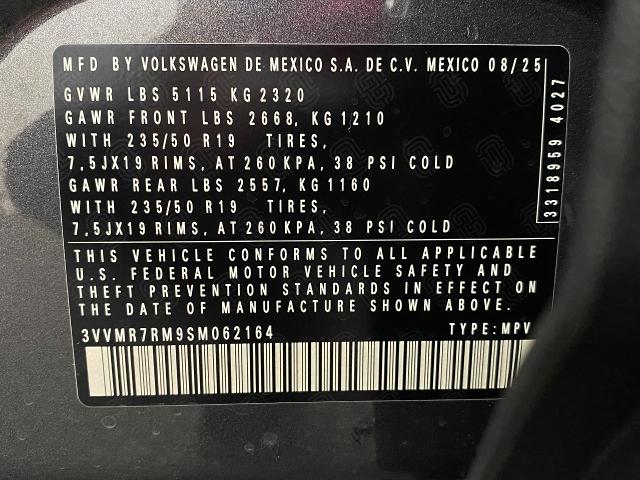 MFD BY VOLKSWAGEN DE MEXICO S.A. DE C.V. MEXICO 08/25
GVWR LBS 5115 KG 2320
GAWR FRONT LBS 2668, KG 1210
WITH 235/50 R19 TIRES,
7,5JX19 RIMS, AT 260 KPA, 38 PSI COLD
GAWR REAR LBS 2557, KG 1160
WITH 235/50 R19 TIRES,
7,5JX19 RIMS, AT 260 KPA, 38 PSI COLD
3318959 4027
THIS VEHICLE CONFORMS TO ALL APPLICABLE
U.S. FEDERAL MOTOR VEHICLE SAFETY AND
THEFT PREVENTION STANDARDS IN EFFECT ON
THE DATE OF MANUFACTURE SHOWN ABOVE.
3VVMR7RM9SM062164 TYPE: MPV